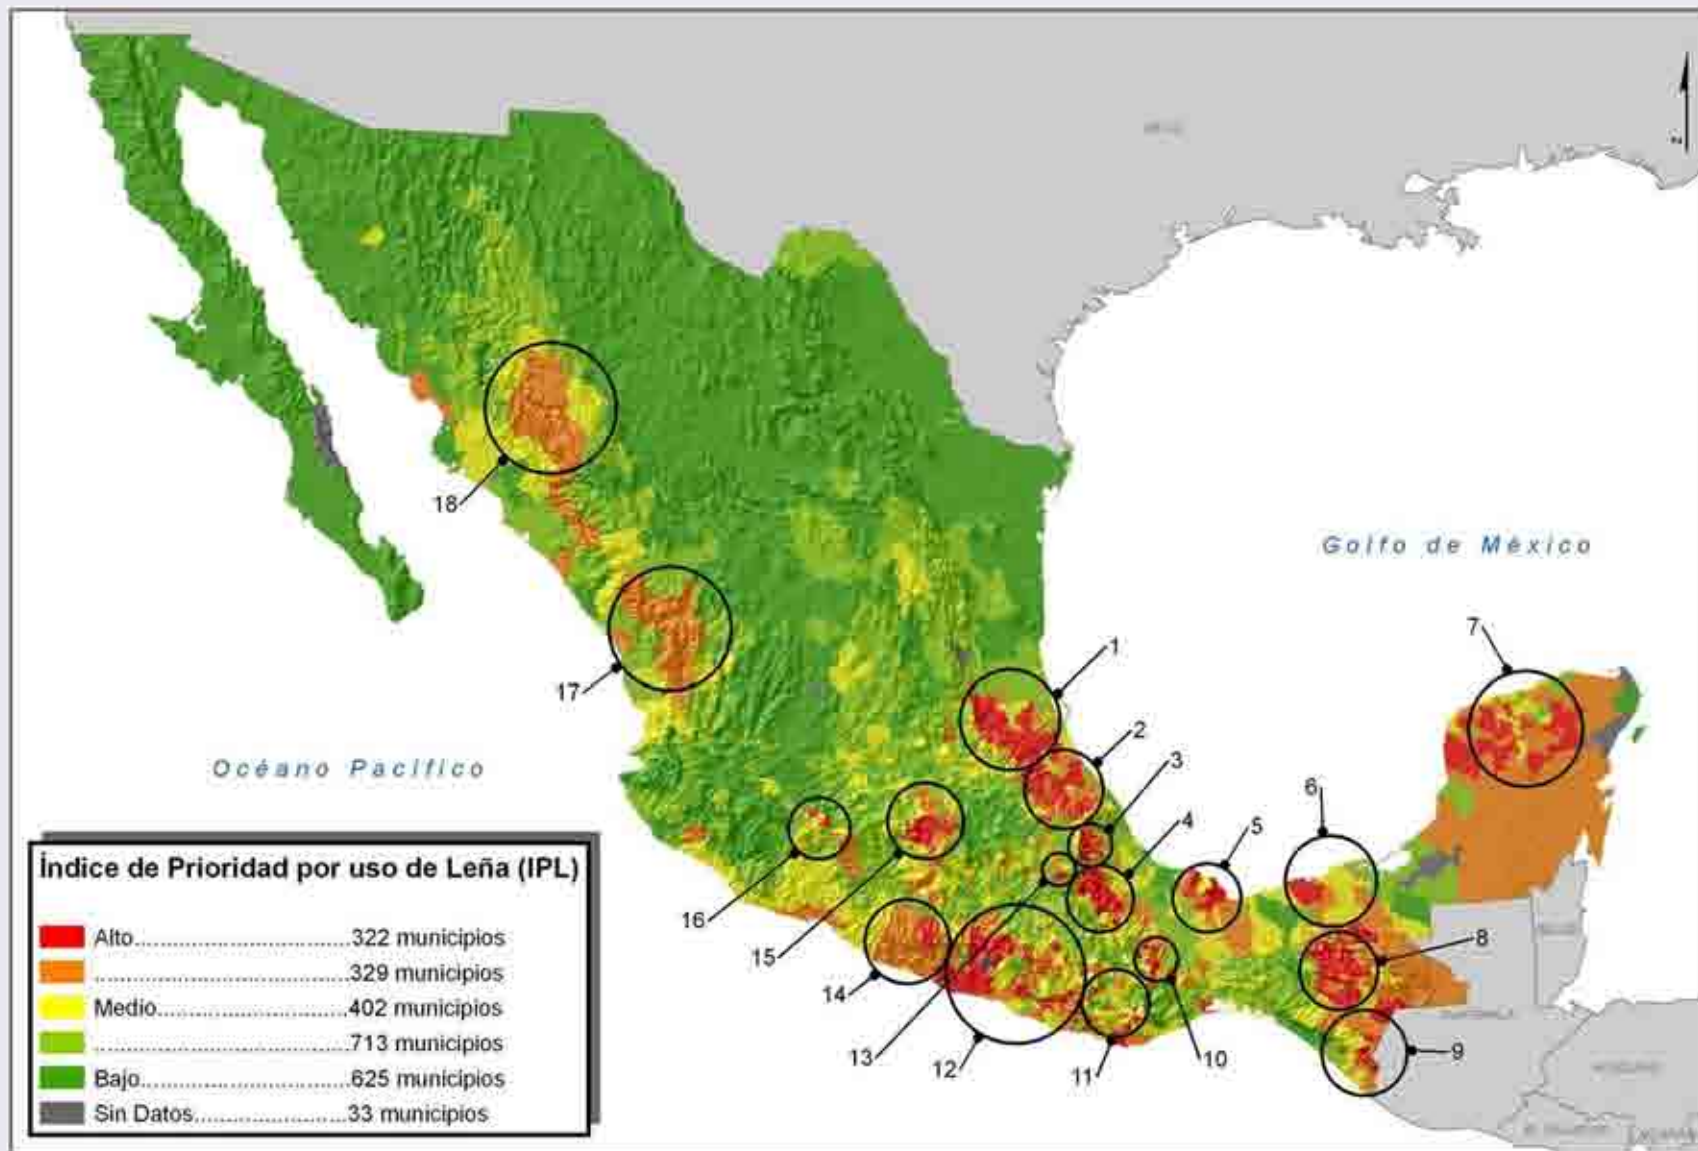 Golfo de México
Océano Pacífico
1
2
3
4
5
6
7
8
9
10
11
12
13
14
15
16
17
18
Índice de Prioridad por uso de Leña (IPL)
Alto..............................322 municipios
....................................329 municipios
Medio...........................402 municipios
....................................713 municipios
Bajo..............................625 municipios
Sin Datos.......................33 municipios